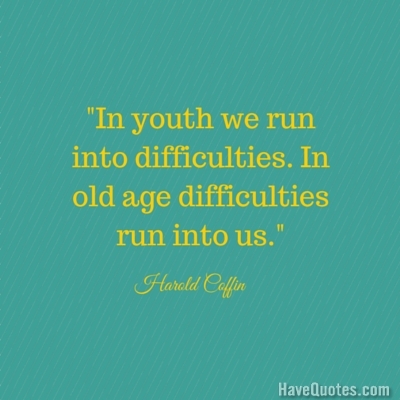 "In youth we run
into difficulties. In
old age difficulties
run into us."
Harold Coffin
HaveQuotes.com